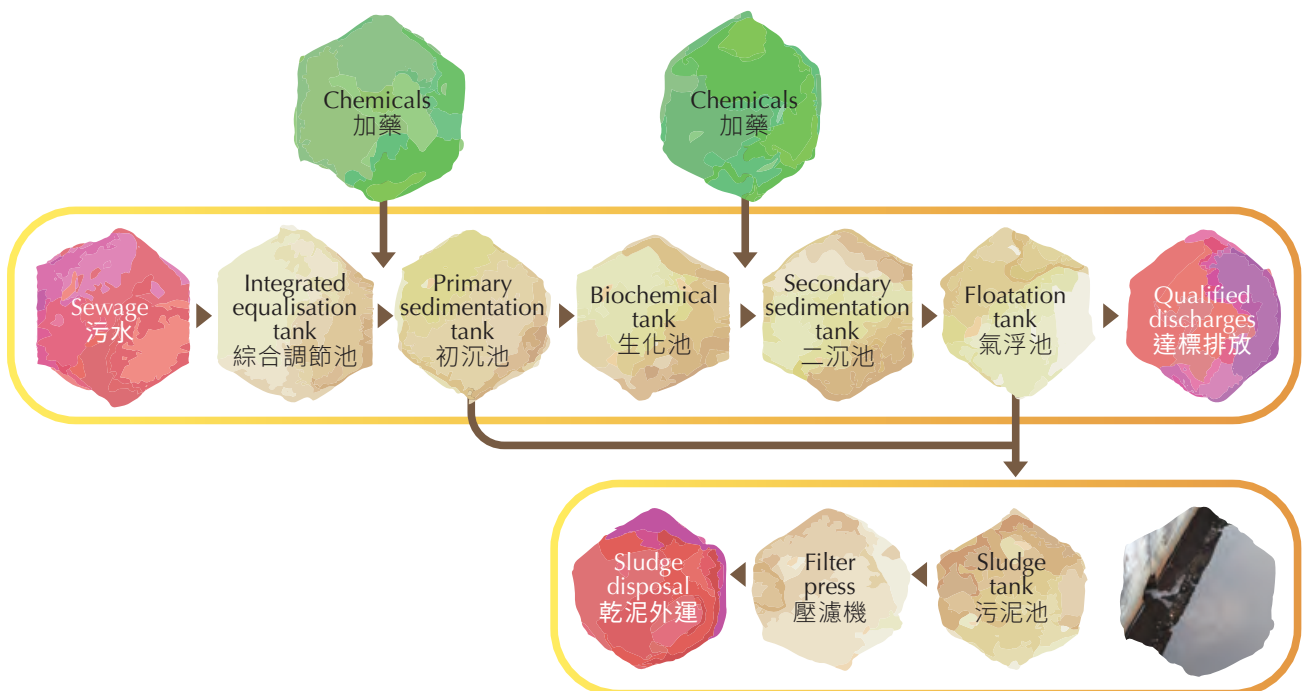 Chemicals
加藥
Chemicals
加藥
Sewage
污水
Integrated
equalisation
tank
綜合調節池
Primary
sedimentation
tank
初沉池
Biochemical
tank
生化池
Secondary
sedimentation
tank
二沉池
Floatation
tank
氣浮池
Qualified
discharges
達標排放
Sludge
disposal
乾泥外運
Filter
press
壓濾機
Sludge
tank
污泥池